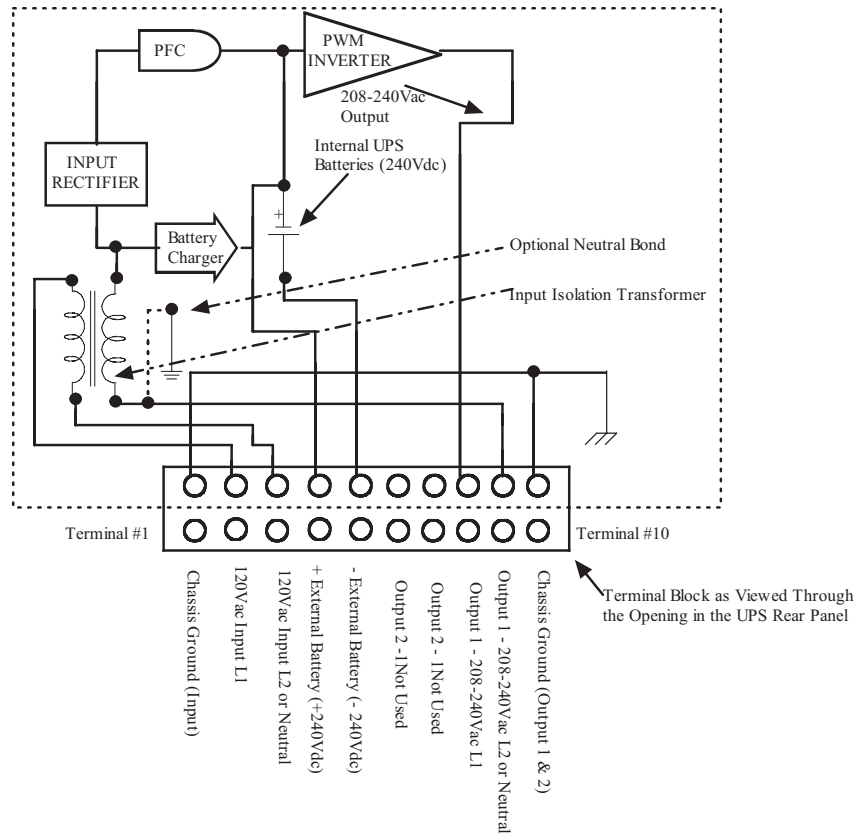 PFC
PWM
INVERTER
208-240Vac
Output
Internal UPS
Batteries (240Vdc)
INPUT
RECTIFIER
+
Battery
Charger
Optional Neutral Bond
Input Isolation Transformer
Terminal #1
Terminal #10
Chassis Ground (Input)
120Vac Input L1
120Vac Input L2
or Neutral
+ External Battery (+240Vdc)
- External Battery (- 240Vdc)
Output 2 -1Not Used
Output 2 - 1Not Used
Output 1 - 208-240Vac L1
Output 1 - 208-240Vac L2 or Neutral
Chassis Ground (Output 1 & 2)
Terminal Block as Viewed Through
the Opening in the UPS Rear Panel